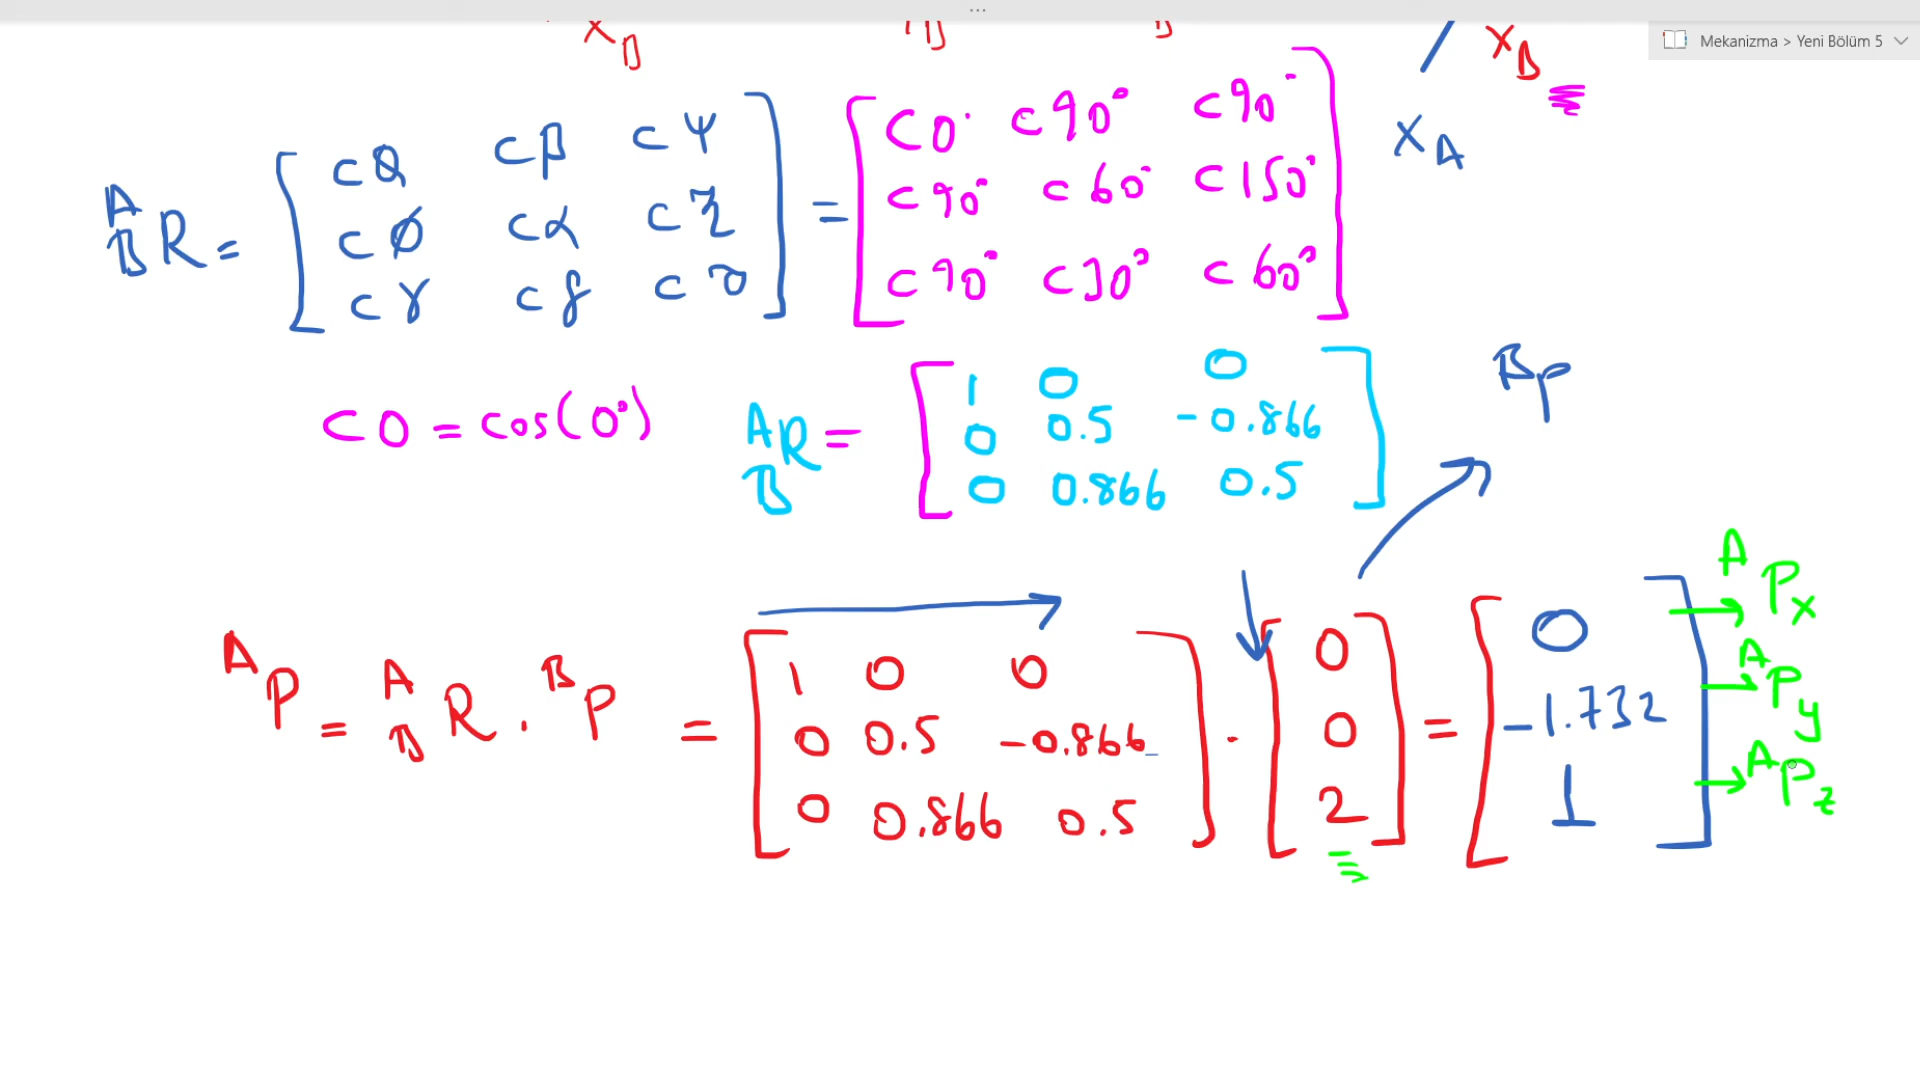 ...
Mekanizma > Yeni Bölüm 5
X_B X_B
X_A
^A_B R = [ cθ cβ cψ ] = [ c0° c90° c90° ]
[ cø cα cξ ] [ c90° c60° c150° ]
[ cγ cδ cσ ] [ c90° c30° c60° ]
^B P
c0 = cos(0°)
^A_B R = [ 1 0 0 ]
[ 0 0.5 -0.866 ]
[ 0 0.866 0.5 ]
^A P = ^A_B R . ^B P = [ 1 0 0 ] . [ 0 ] = [ 0 ] → ^A P_x
[ 0 0.5 -0.866 ] [ 0 ] [ -1.732 ] → ^A P_y
[ 0 0.866 0.5 ] [ 2 ] [ 1 ] → ^A P_z